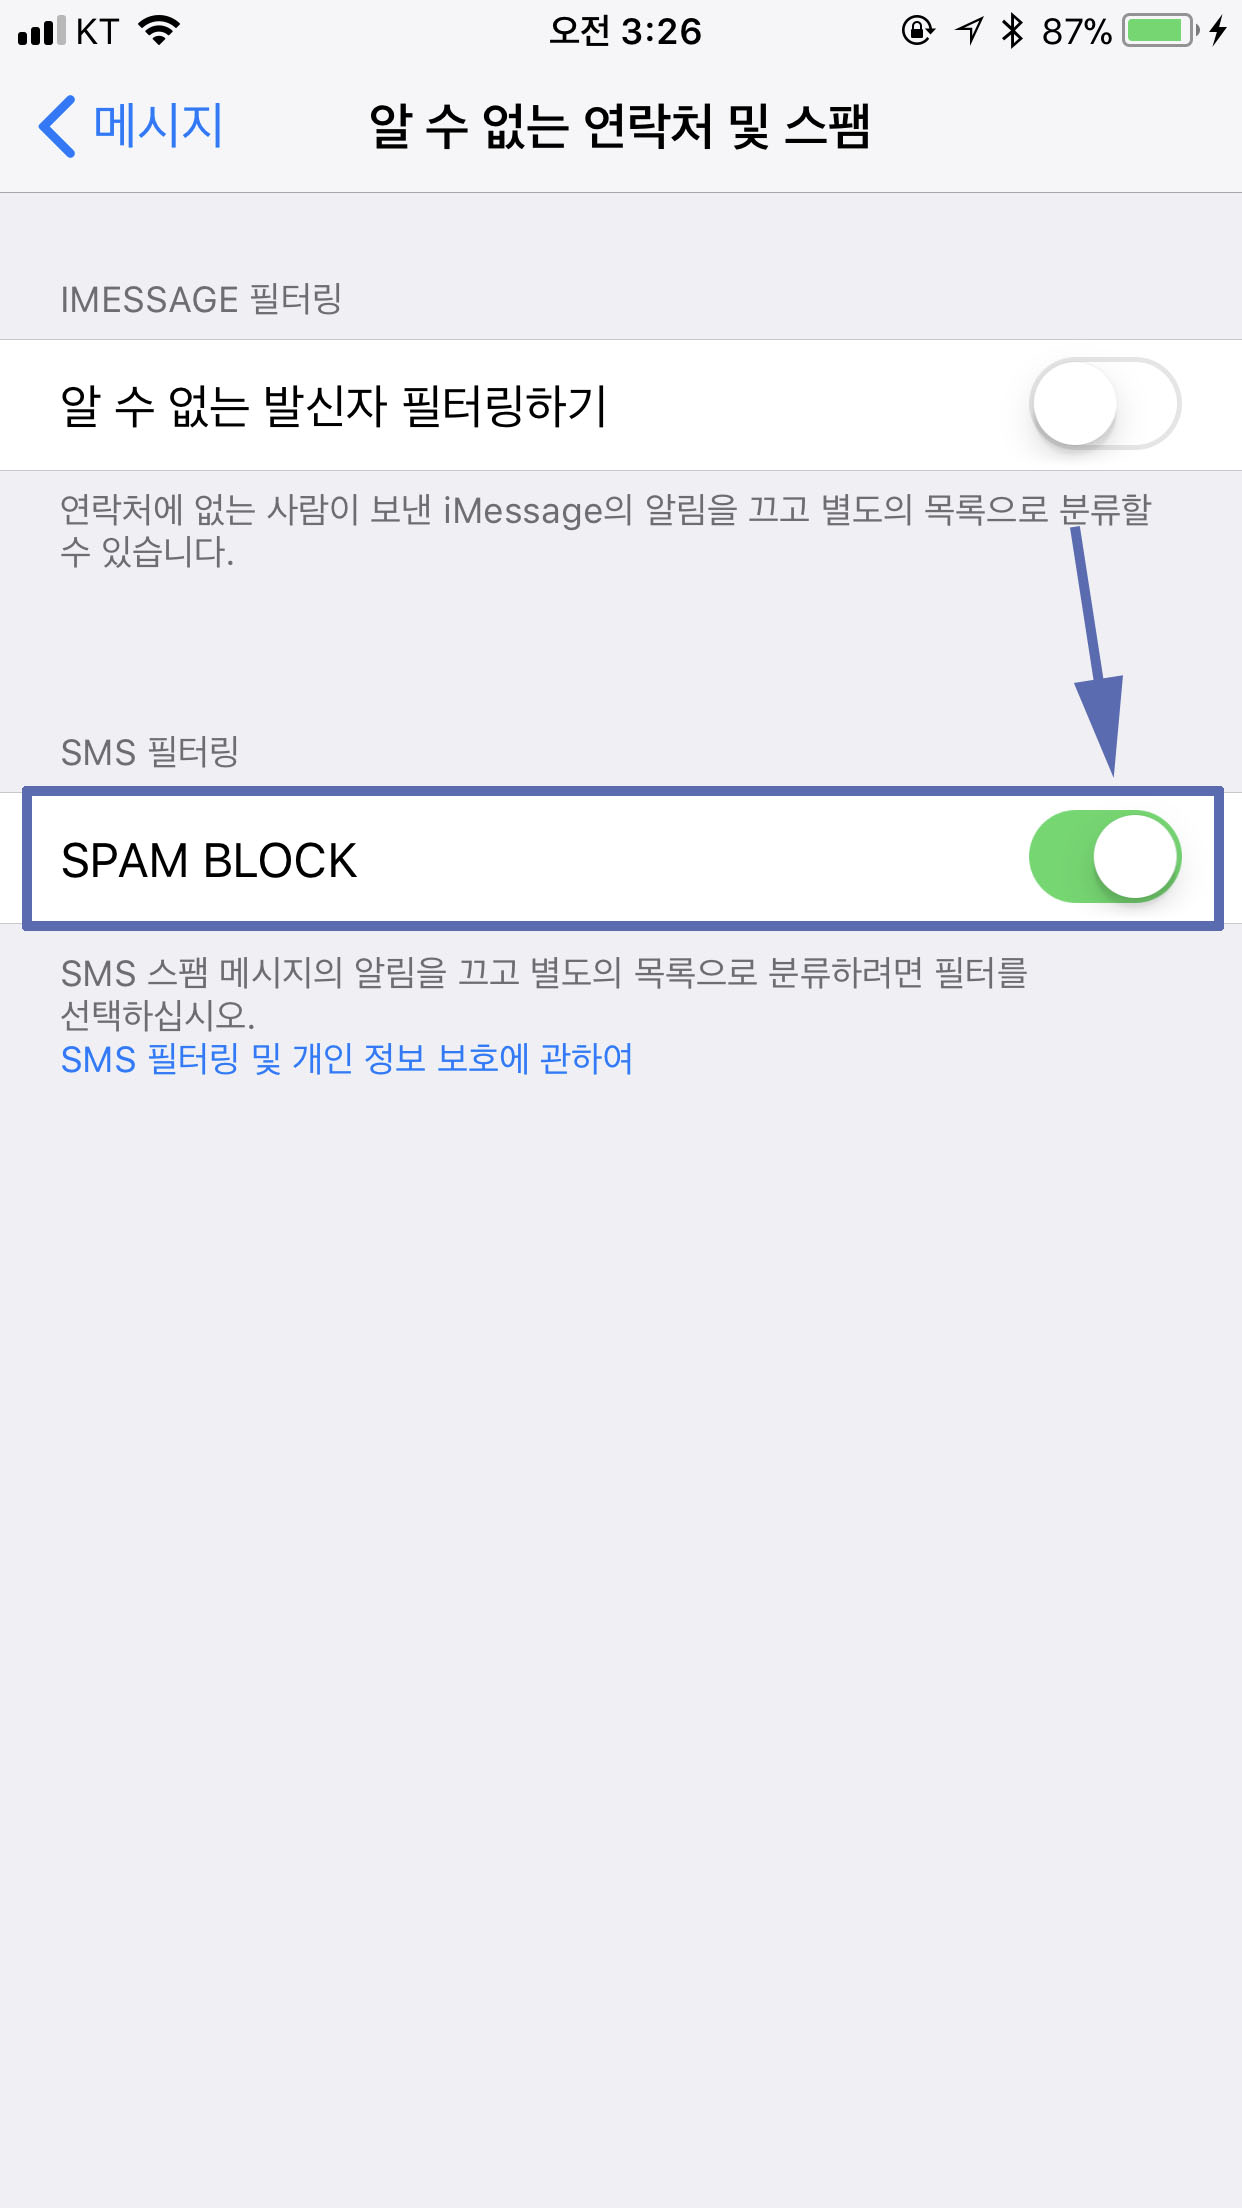 KT 오전 3:26 87%
메시지 알 수 없는 연락처 및 스팸
IMESSAGE 필터링
알 수 없는 발신자 필터링하기
연락처에 없는 사람이 보낸 iMessage의 알림을 끄고 별도의 목록으로 분류할
수 있습니다.
SMS 필터링
SPAM BLOCK
SMS 스팸 메시지의 알림을 끄고 별도의 목록으로 분류하려면 필터를
선택하십시오.
SMS 필터링 및 개인 정보 보호에 관하여